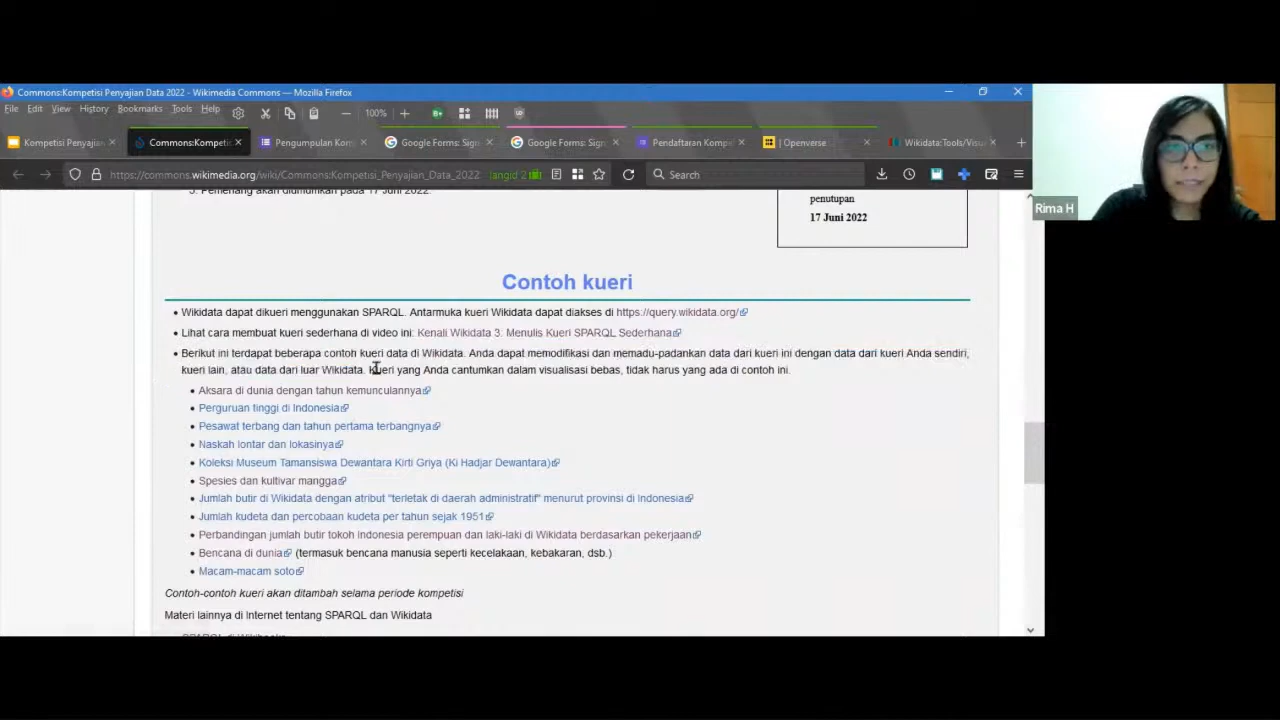 Commons:Kompetisi Penyajian Data 2022 - Wikimedia Commons — Mozilla Firefox
File Edit View History Bookmarks Tools Help 100%
Kompetisi Penyajian
Commons:Kompeti
Pengumpulan Kom
Google Forms: Sign
Google Forms: Sign
Pendaftaran Kompe
| Openverse
Wikidata:Tools/Visu
https://commons.wikimedia.org/wiki/Commons:Kompetisi_Penyajian_Data_2022
langid 2
Search
Rima H
3. Pemenang akan diumumkan pada 17 Juni 2022.
penutupan
17 Juni 2022
Contoh kueri
• Wikidata dapat dikueri menggunakan SPARQL. Antarmuka kueri Wikidata dapat diakses di https://query.wikidata.org/
• Lihat cara membuat kueri sederhana di video ini: Kenali Wikidata 3: Menulis Kueri SPARQL Sederhana
• Berikut ini terdapat beberapa contoh kueri data di Wikidata. Anda dapat memodifikasi dan memadu-padankan data dari kueri ini dengan data dari kueri Anda sendiri,
kueri lain, atau data dari luar Wikidata. Kueri yang Anda cantumkan dalam visualisasi bebas, tidak harus yang ada di contoh ini.
• Aksara di dunia dengan tahun kemunculannya
• Perguruan tinggi di Indonesia
• Pesawat terbang dan tahun pertama terbangnya
• Naskah lontar dan lokasinya
• Koleksi Museum Tamansiswa Dewantara Kirti Griya (Ki Hadjar Dewantara)
• Spesies dan kultivar mangga
• Jumlah butir di Wikidata dengan atribut "terletak di daerah administratif" menurut provinsi di Indonesia
• Jumlah kudeta dan percobaan kudeta per tahun sejak 1951
• Perbandingan jumlah butir tokoh Indonesia perempuan dan laki-laki di Wikidata berdasarkan pekerjaan
• Bencana di dunia (termasuk bencana manusia seperti kecelakaan, kebakaran, dsb.)
• Macam-macam soto
Contoh-contoh kueri akan ditambah selama periode kompetisi
Materi lainnya di Internet tentang SPARQL dan Wikidata
SPARQL di Wikibooks